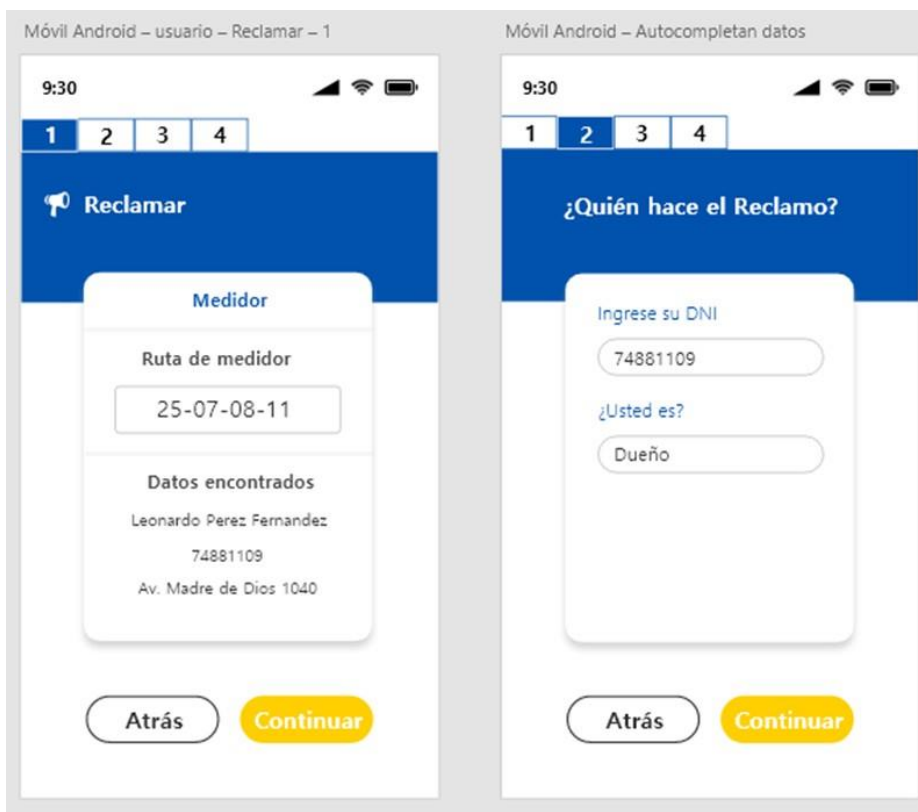 Móvil Android – usuario – Reclamar – 1
9:30
1 2 3 4
Reclamar
Medidor
Ruta de medidor
25-07-08-11
Datos encontrados
Leonardo Perez Fernandez
74881109
Av. Madre de Dios 1040
Atrás Continuar
Móvil Android – Autocompletan datos
9:30
1 2 3 4
¿Quién hace el Reclamo?
Ingrese su DNI
74881109
¿Usted es?
Dueño
Atrás Continuar